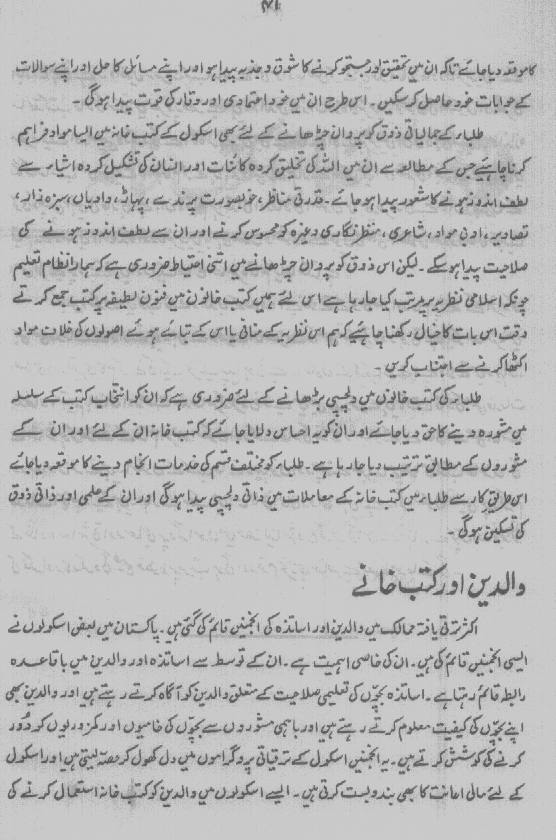 ۴۱
کا موقعہ دیا جائے تاکہ ان میں تحقیق اور جستجو کرنے کا شوق و جذبہ پیدا ہو اور اپنے مسائل کا حل اور اپنے سوالات
کے جوابات خود حاصل کر سکیں۔ اس طرح ان میں خود اعتمادی اور وقار کی قوت پیدا ہوگی۔
طلباء کے جمالیاتی ذوق کو پروان چڑھانے کے لئے بھی اسکول کے کتب خانہ میں ایسا مواد فراہم
کرنا چاہیئے جس کے مطالعہ سے ان میں اللہ کی تخلیق کردہ کائنات اور انسان کی تشکیل کردہ اشیاء سے
لطف اندوز ہونے کا شعور پیدا ہو جائے۔ قدرتی مناظر، خوبصورت پرندے، پہاڑ، وادیاں، سبزہ زار،
تصاویر، ادبی مواد، شاعری، منظر نگاری وغیرہ کو محسوس کرنے اور ان سے لطف اندوز ہونے کی
صلاحیت پیدا ہو سکے۔ لیکن اس ذوق کو پروان چڑھانے میں اتنی احتیاط ضروری ہے کہ ہمارا نظام تعلیم
چونکہ اسلامی نظریہ پر مرتب کیا جا رہا ہے اس لئے ہمیں کتب خانوں میں فنون لطیفہ پر کتب جمع کرتے
وقت اس بات کا خیال رکھنا چاہیئے کہ ہم اس نظریہ کے منافی یا اس کے بتائے ہوئے اصولوں کی خلاف مواد
اکٹھا کرنے سے اجتناب کریں۔
طلباء کی کتب خانوں میں دلچسپی بڑھانے کے لئے ضروری ہے کہ ان کو انتخاب کتب کے سلسلہ
میں مشورہ دینے کا حق دیا جائے اور ان کو یہ احساس دلایا جائے کہ کتب خانہ ان کے لئے اور ان کے
مشوروں کے مطابق ترتیب دیا جا رہا ہے۔ طلباء کو مختلف قسم کی خدمات انجام دینے کا موقعہ دیا جائے
اس طریق کار سے طلباء میں کتب خانہ کے معاملات میں ذاتی دلچسپی پیدا ہوگی اور ان کے علمی اور ذاتی ذوق
کی تسکین ہوگی۔
والدین اور کتب خانے
اکثر ترقی یافتہ ممالک میں والدین اور اساتذہ کی انجمنیں قائم کی گئی ہیں۔ پاکستان میں بعض اسکولوں نے
ایسی انجمنیں قائم کی ہیں۔ ان کی خاصی اہمیت ہے۔ ان کے توسط سے اساتذہ اور والدین میں باقاعدہ
رابطہ قائم رہتا ہے۔ اساتذہ بچوں کی تعلیمی صلاحیت کے متعلق والدین کو آگاہ کرتے رہتے ہیں اور والدین بھی
اپنے بچوں کی کیفیت معلوم کرتے رہتے ہیں اور باہمی مشوروں سے بچوں کی خامیوں اور کمزوریوں کو دُور
کرنے کی کوشش کرتے ہیں۔ یہ انجمنیں اسکول کے ترقیاتی پروگراموں میں دل کھول کر حصہ لیتی ہیں اور اسکول
کے لئے مالی اعانت کا بھی بندوبست کرتی ہیں۔ ایسے اسکولوں میں والدین کو کتب خانہ استعمال کرنے کی